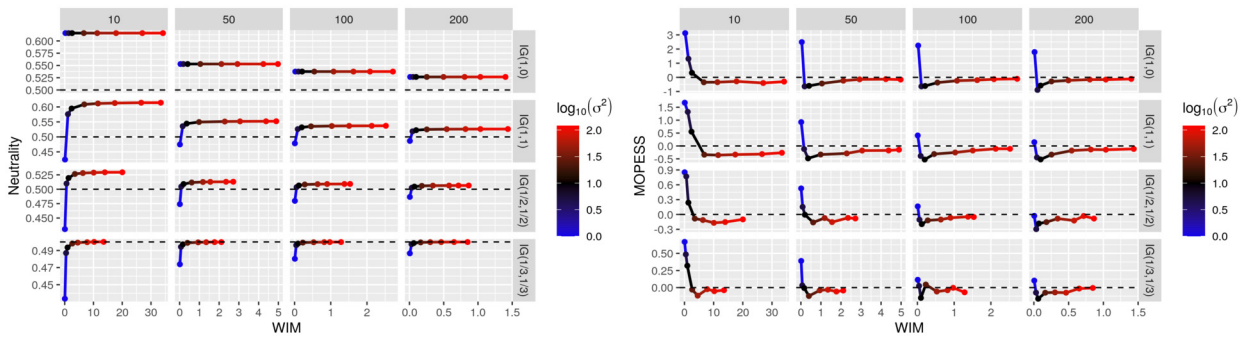 10 50 100 200
0.600
0.575
0.550
0.525
0.500
IG(1,0)
0.60
0.55
0.50
0.45
IG(1,1)
0.525
0.500
0.475
0.450
IG(1/2,1/2)
0.49
0.47
0.45
IG(1/3,1/3)
0 10 20 30 0 1 2 3 4 5 0 1 2 0.0 0.5 1.0 1.5
WIM
Neutrality
log10(σ²)
2.0
1.5
1.0
0.5
0.0
10 50 100 200
3
2
1
0
-1
IG(1,0)
1.5
1.0
0.5
0.0
-0.5
IG(1,1)
0.9
0.6
0.3
0.0
-0.3
IG(1/2,1/2)
0.50
0.25
0.00
IG(1/3,1/3)
0 10 20 30 0 1 2 3 4 5 0 1 2 0.0 0.5 1.0 1.5
WIM
MOPESS
log10(σ²)
2.0
1.5
1.0
0.5
0.0